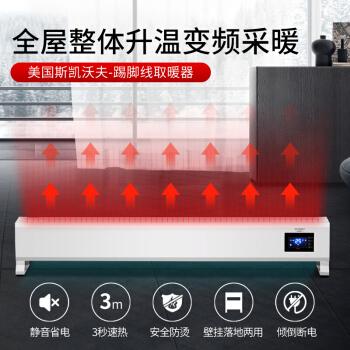 全屋整体升温变频采暖
美国斯凯沃夫-踢脚线取暖器
3m
静音省电
3秒速热
安全防烫
壁挂落地两用
倾倒断电